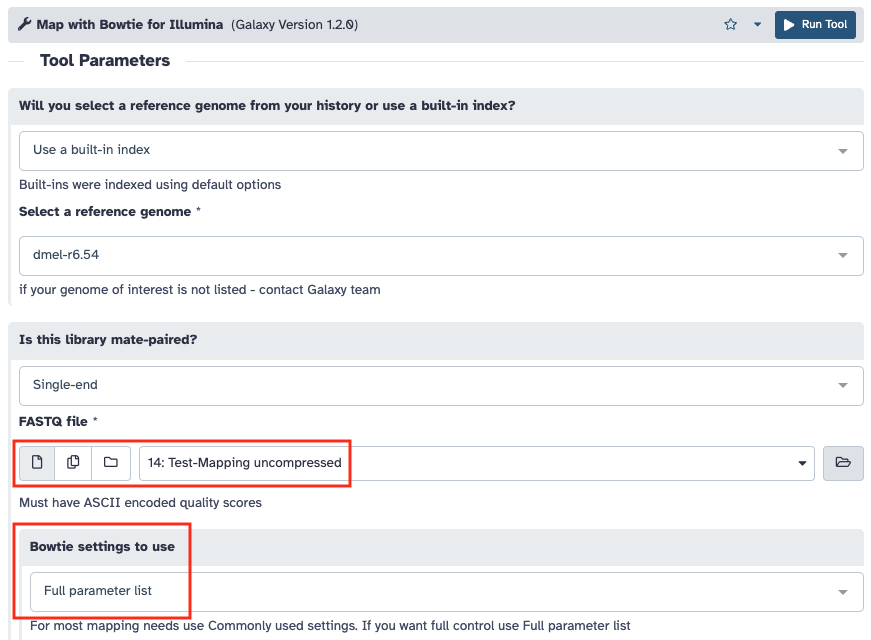 Map with Bowtie for Illumina (Galaxy Version 1.2.0) Run Tool
Tool Parameters
Will you select a reference genome from your history or use a built-in index?
Use a built-in index
Built-ins were indexed using default options
Select a reference genome *
dmel-r6.54
if your genome of interest is not listed - contact Galaxy team
Is this library mate-paired?
Single-end
FASTQ file *
14: Test-Mapping uncompressed
Must have ASCII encoded quality scores
Bowtie settings to use
Full parameter list
For most mapping needs use Commonly used settings. If you want full control use Full parameter list